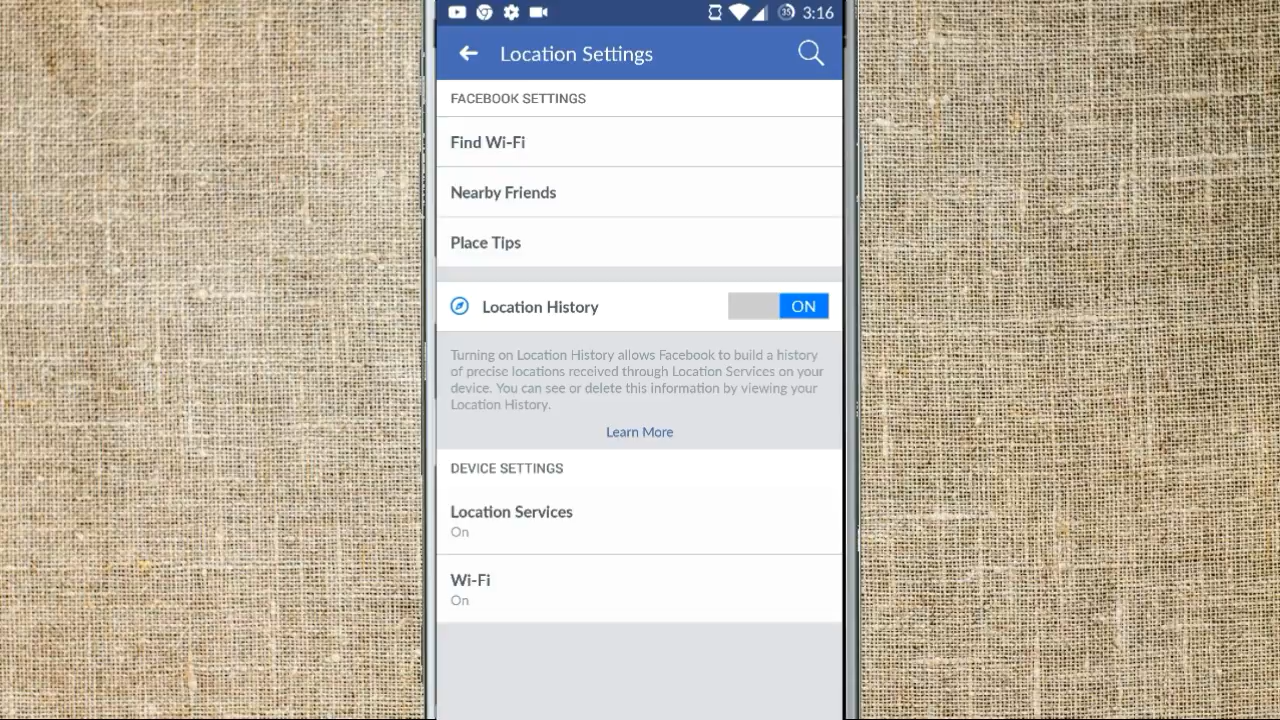 35 3:16
Location Settings
FACEBOOK SETTINGS
Find Wi-Fi
Nearby Friends
Place Tips
Location History ON
Turning on Location History allows Facebook to build a history
of precise locations received through Location Services on your
device. You can see or delete this information by viewing your
Location History.
Learn More
DEVICE SETTINGS
Location Services
On
Wi-Fi
On